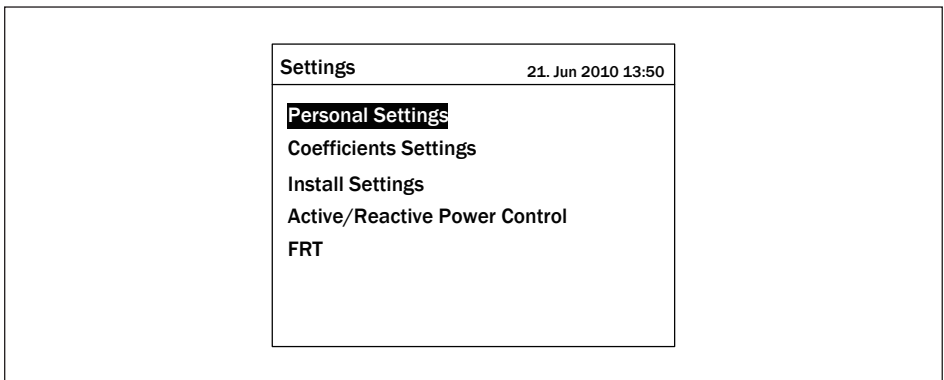 Settings 21. Jun 2010 13:50
Personal Settings
Coefficients Settings
Install Settings
Active/Reactive Power Control
FRT